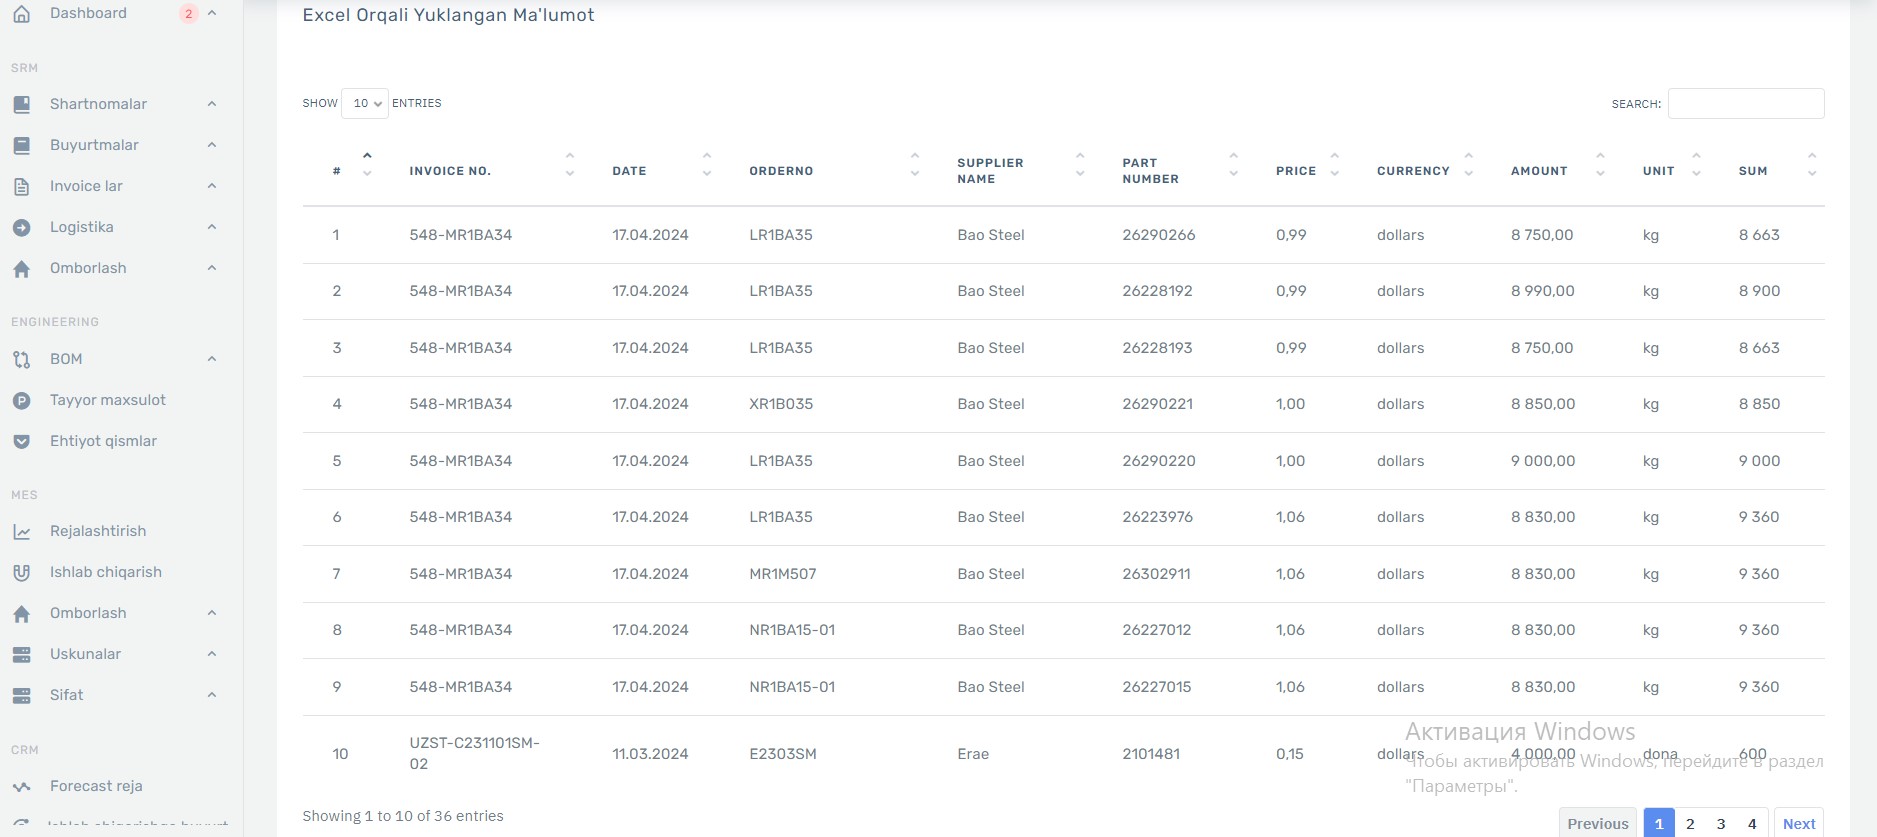 Dashboard 2
SRM
Shartnomalar
Buyurtmalar
Invoice lar
Logistika
Omborlash
ENGINEERING
BOM
Tayyor maxsulot
Ehtiyot qismlar
MES
Rejalashtirish
Ishlab chiqarish
Omborlash
Uskunalar
Sifat
CRM
Forecast reja
Excel Orqali Yuklangan Ma'lumot
SHOW 10 ENTRIES
SEARCH:
# INVOICE NO. DATE ORDERNO SUPPLIER NAME PART NUMBER PRICE CURRENCY AMOUNT UNIT SUM
1 548-MR1BA34 17.04.2024 LR1BA35 Bao Steel 26290266 0,99 dollars 8 750,00 kg 8 663
2 548-MR1BA34 17.04.2024 LR1BA35 Bao Steel 26228192 0,99 dollars 8 990,00 kg 8 900
3 548-MR1BA34 17.04.2024 LR1BA35 Bao Steel 26228193 0,99 dollars 8 750,00 kg 8 663
4 548-MR1BA34 17.04.2024 XR1B035 Bao Steel 26290221 1,00 dollars 8 850,00 kg 8 850
5 548-MR1BA34 17.04.2024 LR1BA35 Bao Steel 26290220 1,00 dollars 9 000,00 kg 9 000
6 548-MR1BA34 17.04.2024 LR1BA35 Bao Steel 26223976 1,06 dollars 8 830,00 kg 9 360
7 548-MR1BA34 17.04.2024 MR1M507 Bao Steel 26302911 1,06 dollars 8 830,00 kg 9 360
8 548-MR1BA34 17.04.2024 NR1BA15-01 Bao Steel 26227012 1,06 dollars 8 830,00 kg 9 360
9 548-MR1BA34 17.04.2024 NR1BA15-01 Bao Steel 26227015 1,06 dollars 8 830,00 kg 9 360
10 UZST-C231101SM-02 11.03.2024 E2303SM Erae 2101481 0,15 dollars 4 000,00 dona 600
Активация Windows
Чтобы активировать Windows, перейдите в раздел
"Параметры".
Showing 1 to 10 of 36 entries
Previous 1 2 3 4 Next